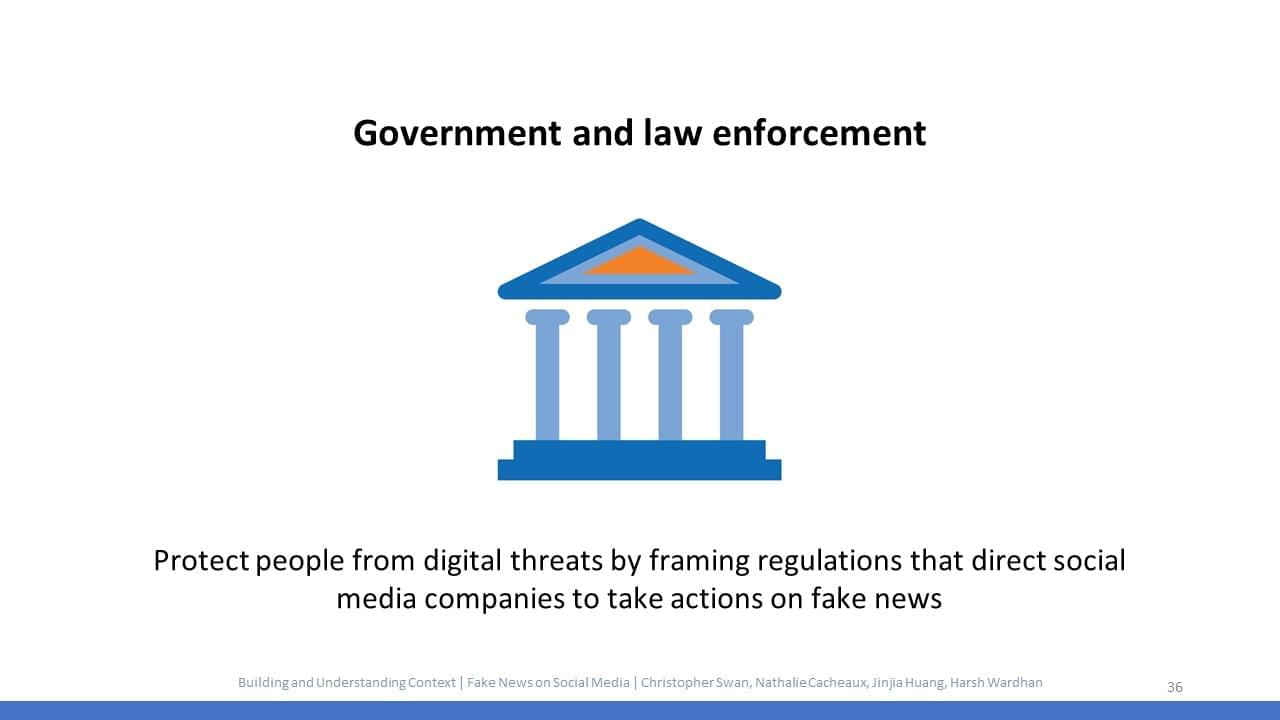 Government and law enforcement
Protect people from digital threats by framing regulations that direct social
media companies to take actions on fake news
Building and Understanding Context | Fake News on Social Media | Christopher Swan, Nathalie Cacheaux, Jinjia Huang, Harsh Wardhan
36